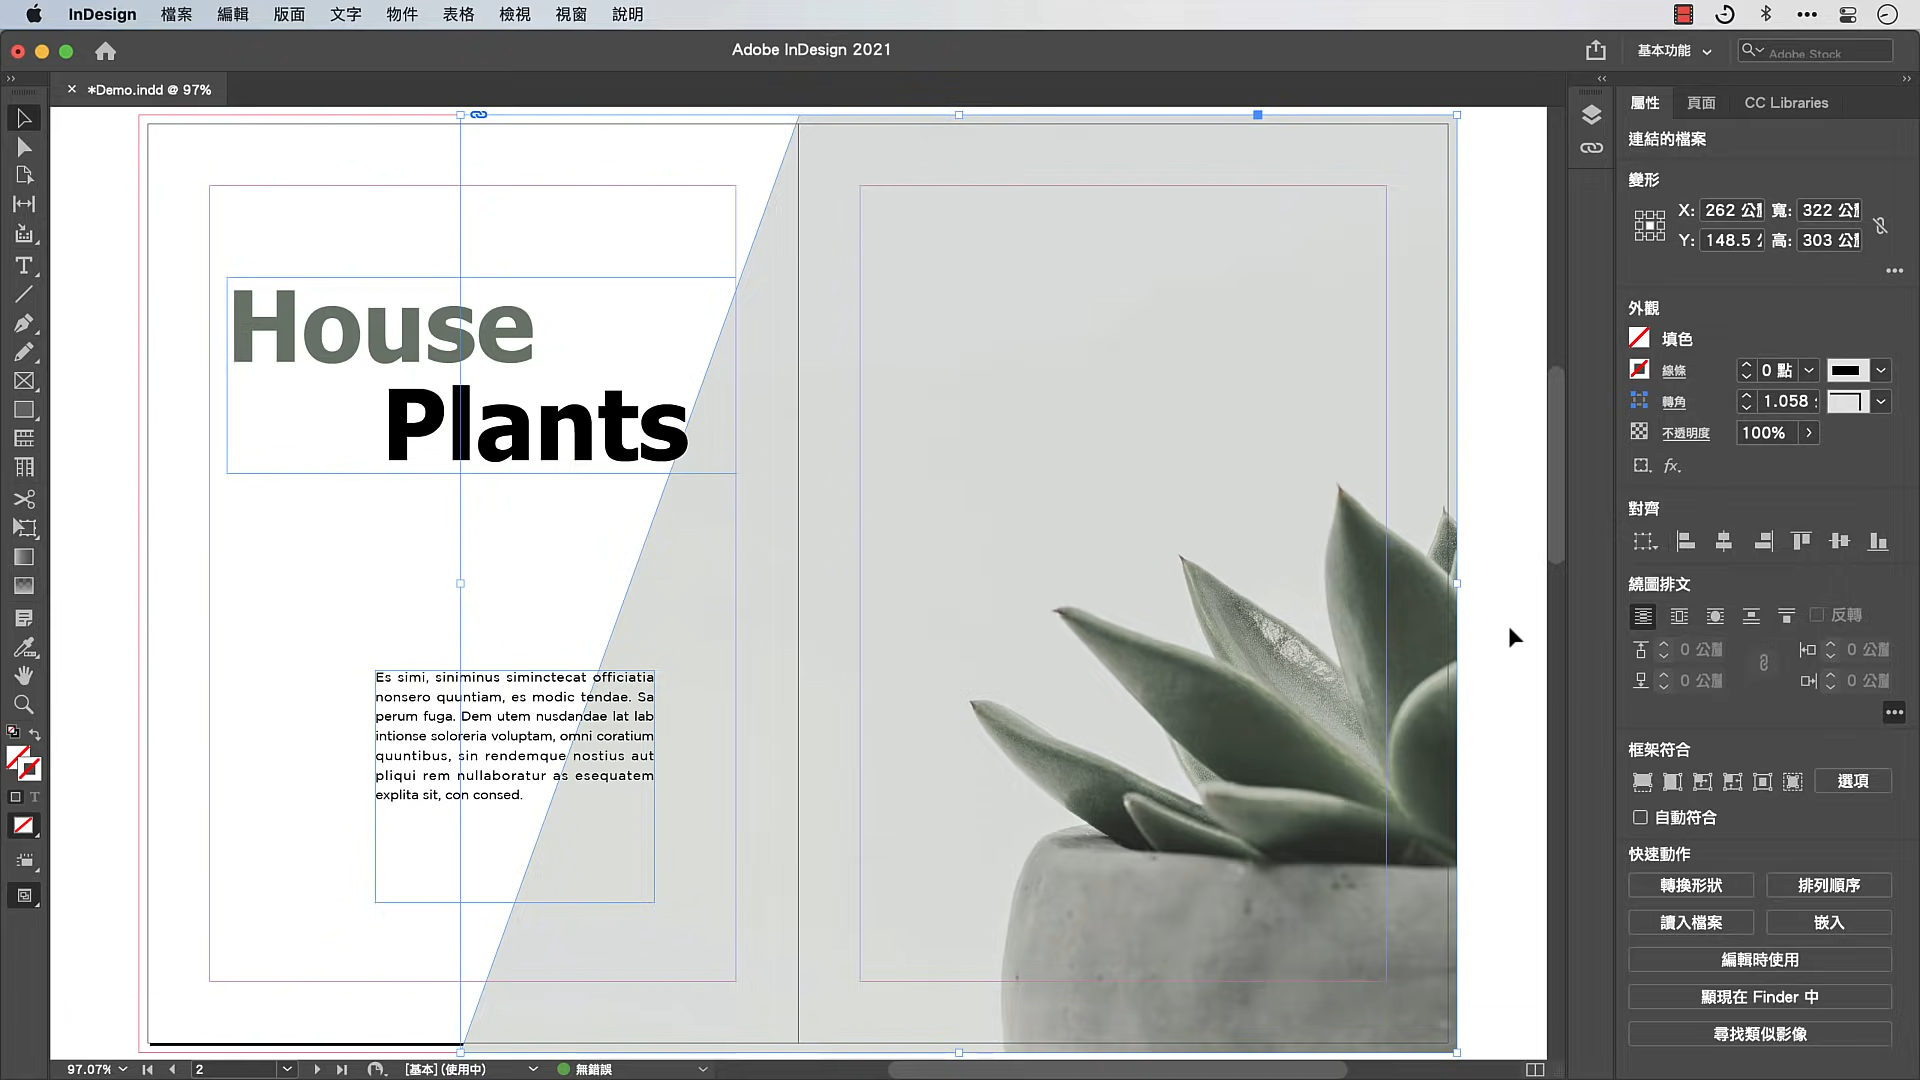 InDesign 檔案 編輯 版面 文字 物件 表格 檢視 視窗 說明
Adobe InDesign 2021
基本功能
Adobe Stock
*Demo.indd @ 97%
屬性 頁面 CC Libraries
連結的檔案
變形
X: 262 公 寬: 322 公
Y: 148.5 高: 303 公
外觀
填色
線條 0 點
轉角 1.058
不透明度 100%
fx.
對齊
繞圖排文
反轉
0 公 0 公
0 公 0 公
框架符合
選項
自動符合
快速動作
轉換形狀 排列順序
讀入檔案 嵌入
編輯時使用
顯現在 Finder 中
尋找類似影像
House
Plants
Es simi, siniminus siminctecat officiatia
nonsero quuntiam, es modic tendae. Sa
perum fuga. Dem utem nusdandae lat lab
intionse soloreria voluptam, omni coratium
quuntibus, sin rendemque nostius aut
pliqui rem nullaboratur as esequatem
explita sit, con consed.
97.07% 2 [基本] (使用中) 無錯誤